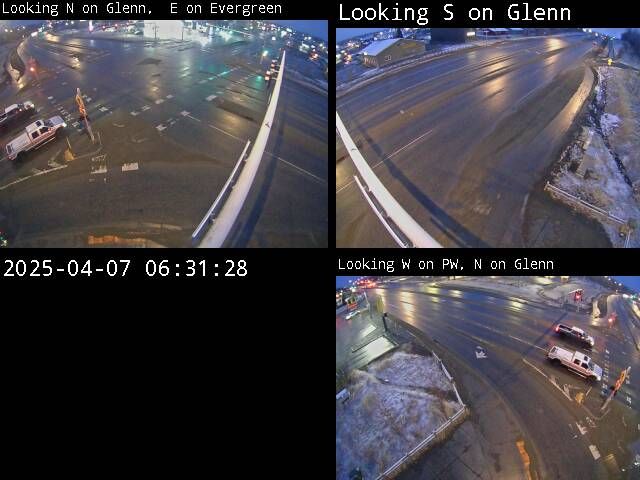 Looking N on Glenn,  E on Evergreen
Looking S on Glenn
2025-04-07 06:31:28
Looking W on PW, N on Glenn